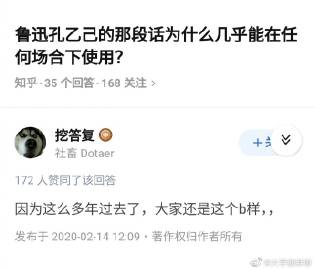 鲁迅孔乙己的那段话为什么几乎能在任
何场合下使用?
知乎·35 个回答·168 关注 >
挖答复
社畜 Dotaer
172 人赞同了该回答
因为这么多年过去了，大家还是这个b样，，
发布于 2020-02-14 12:09・著作权归作者所有